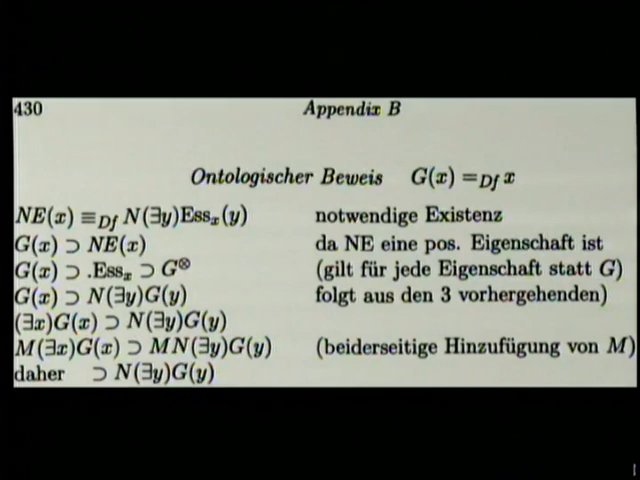 430 Appendix B
Ontologischer Beweis G(x) =Df x
NE(x) ≡Df N(∃y)Essₓ(y) notwendige Existenz
G(x) ⊃ NE(x) da NE eine pos. Eigenschaft ist
G(x) ⊃ .Essₓ ⊃ G⊗ (gilt für jede Eigenschaft statt G)
G(x) ⊃ N(∃y)G(y) folgt aus den 3 vorhergehenden)
(∃x)G(x) ⊃ N(∃y)G(y)
M(∃x)G(x) ⊃ MN(∃y)G(y) (beiderseitige Hinzufügung von M)
daher ⊃ N(∃y)G(y)